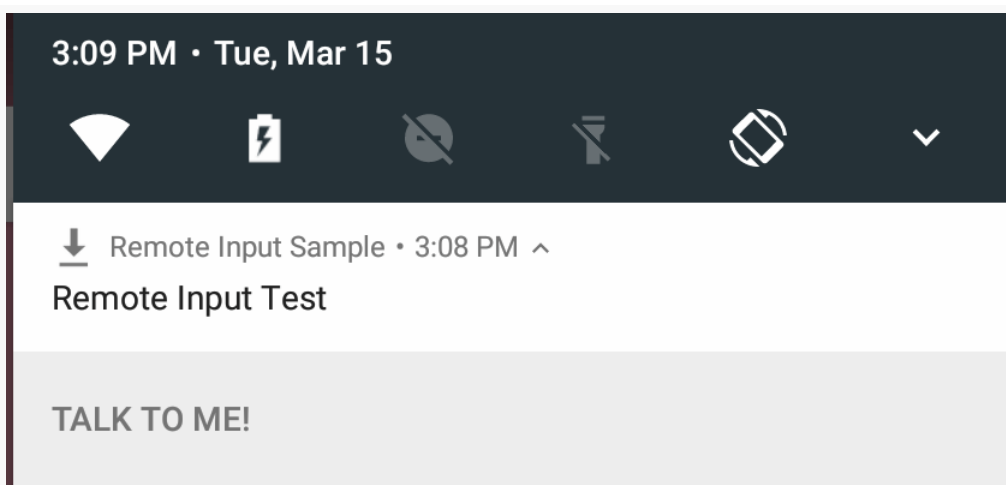 3:09 PM • Tue, Mar 15
Remote Input Sample • 3:08 PM
Remote Input Test
TALK TO ME!